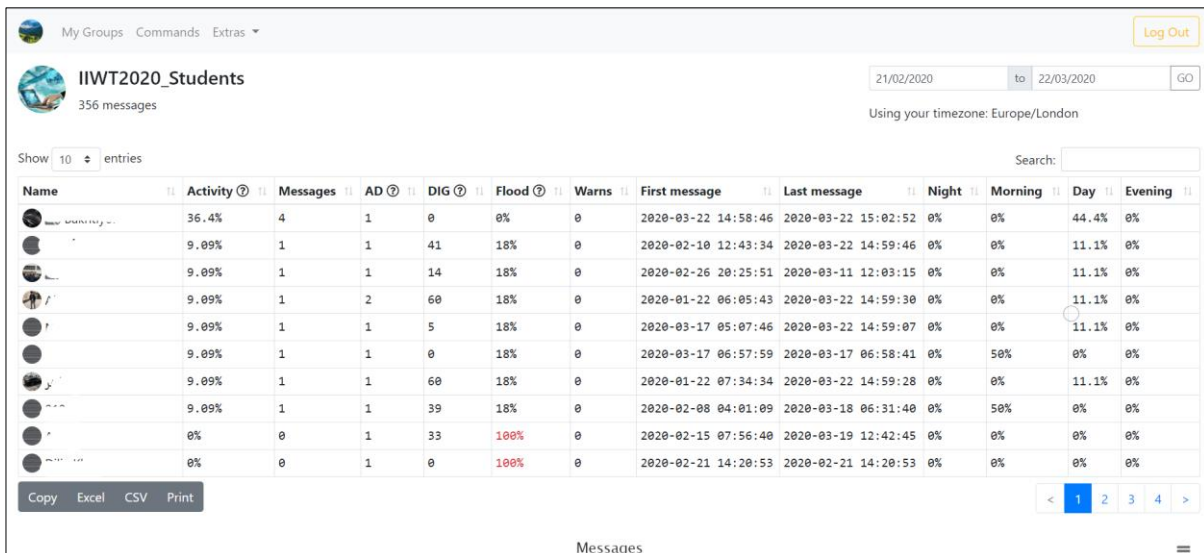 My Groups Commands Extras Log Out
IIWT2020_Students
356 messages
21/02/2020 to 22/03/2020 GO
Using your timezone: Europe/London
Show 10 entries
Search:
Name Activity Messages AD DIG Flood Warns First message Last message Night Morning Day Evening
36.4% 4 1 0 0% 0 2020-03-22 14:58:46 2020-03-22 15:02:52 0% 0% 44.4% 0%
9.09% 1 1 41 18% 0 2020-02-10 12:43:34 2020-03-22 14:59:46 0% 0% 11.1% 0%
9.09% 1 1 14 18% 0 2020-02-26 20:25:51 2020-03-11 12:03:15 0% 0% 11.1% 0%
9.09% 1 2 60 18% 0 2020-01-22 06:05:43 2020-03-22 14:59:30 0% 0% 11.1% 0%
9.09% 1 1 5 18% 0 2020-03-17 05:07:46 2020-03-22 14:59:07 0% 0% 11.1% 0%
9.09% 1 1 0 18% 0 2020-03-17 06:57:59 2020-03-17 06:58:41 0% 50% 0% 0%
9.09% 1 1 60 18% 0 2020-01-22 07:34:34 2020-03-22 14:59:28 0% 0% 11.1% 0%
9.09% 1 1 39 18% 0 2020-02-08 04:01:09 2020-03-18 06:31:40 0% 50% 0% 0%
0% 0 1 33 100% 0 2020-02-15 07:56:40 2020-03-19 12:42:45 0% 0% 0% 0%
0% 0 1 0 100% 0 2020-02-21 14:20:53 2020-02-21 14:20:53 0% 0% 0% 0%
Copy Excel CSV Print < 1 2 3 4 >
Messages